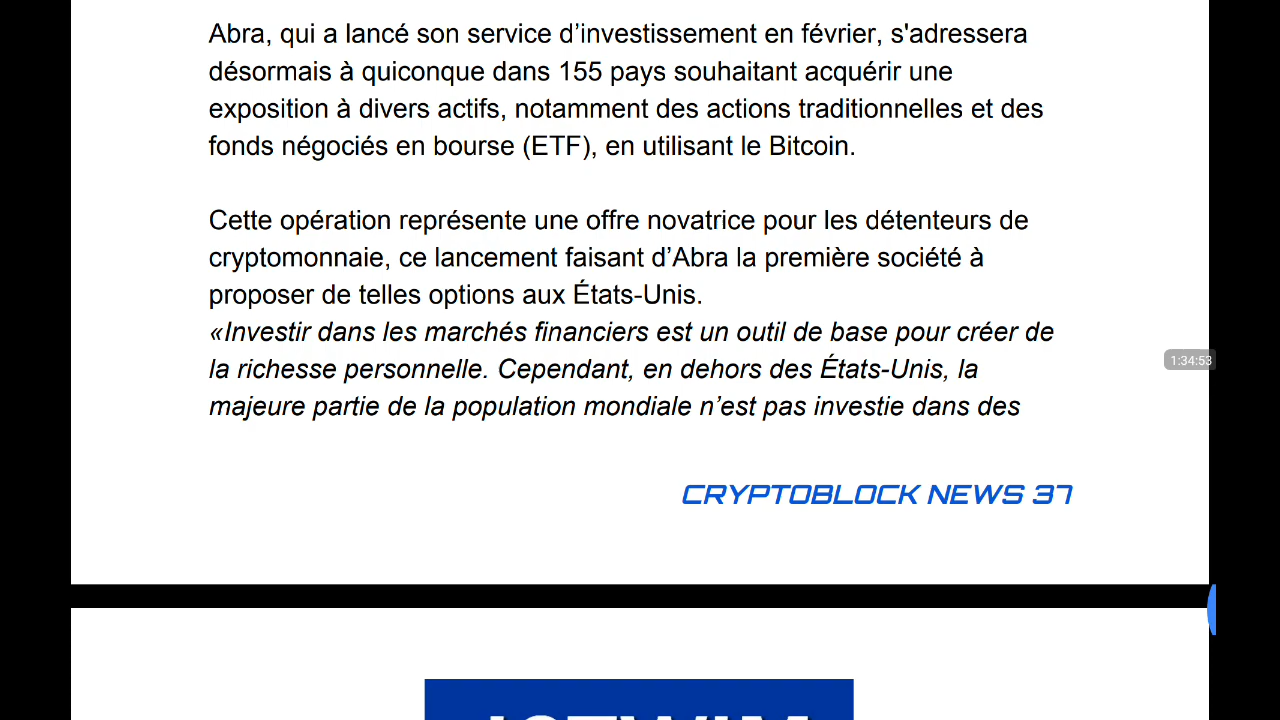 Abra, qui a lancé son service d’investissement en février, s'adressera
désormais à quiconque dans 155 pays souhaitant acquérir une
exposition à divers actifs, notamment des actions traditionnelles et des
fonds négociés en bourse (ETF), en utilisant le Bitcoin.
Cette opération représente une offre novatrice pour les détenteurs de
cryptomonnaie, ce lancement faisant d’Abra la première société à
proposer de telles options aux États-Unis.
«Investir dans les marchés financiers est un outil de base pour créer de
la richesse personnelle. Cependant, en dehors des États-Unis, la
majeure partie de la population mondiale n’est pas investie dans des
1:34:53
CRYPTOBLOCK NEWS 37